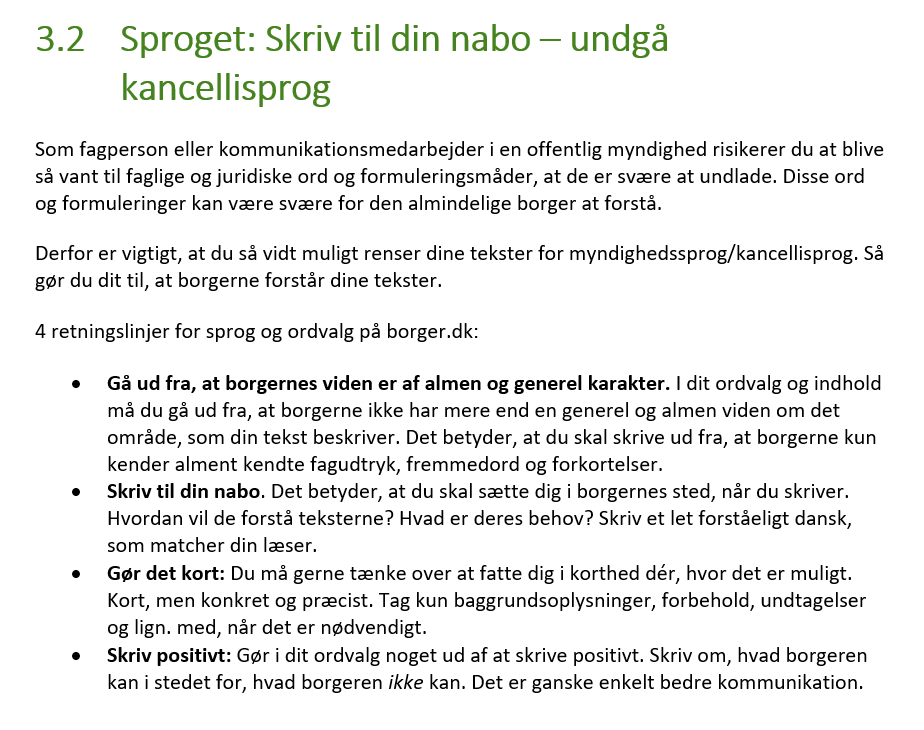 3.2 Sproget: Skriv til din nabo – undgå
kancellisprog
Som fagperson eller kommunikationsmedarbejder i en offentlig myndighed risikerer du at blive
så vant til faglige og juridiske ord og formuleringsmåder, at de er svære at undlade. Disse ord
og formuleringer kan være svære for den almindelige borger at forstå.
Derfor er vigtigt, at du så vidt muligt renser dine tekster for myndighedssprog/kancellisprog. Så
gør du dit til, at borgerne forstår dine tekster.
4 retningslinjer for sprog og ordvalg på borger.dk:
• Gå ud fra, at borgernes viden er af almen og generel karakter. I dit ordvalg og indhold
må du gå ud fra, at borgerne ikke har mere end en generel og almen viden om det
område, som din tekst beskriver. Det betyder, at du skal skrive ud fra, at borgerne kun
kender alment kendte fagudtryk, fremmedord og forkortelser.
• Skriv til din nabo. Det betyder, at du skal sætte dig i borgernes sted, når du skriver.
Hvordan vil de forstå teksterne? Hvad er deres behov? Skriv et let forståeligt dansk,
som matcher din læser.
• Gør det kort: Du må gerne tænke over at fatte dig i korthed dér, hvor det er muligt.
Kort, men konkret og præcist. Tag kun baggrundsoplysninger, forbehold, undtagelser
og lign. med, når det er nødvendigt.
• Skriv positivt: Gør i dit ordvalg noget ud af at skrive positivt. Skriv om, hvad borgeren
kan i stedet for, hvad borgeren ikke kan. Det er ganske enkelt bedre kommunikation.